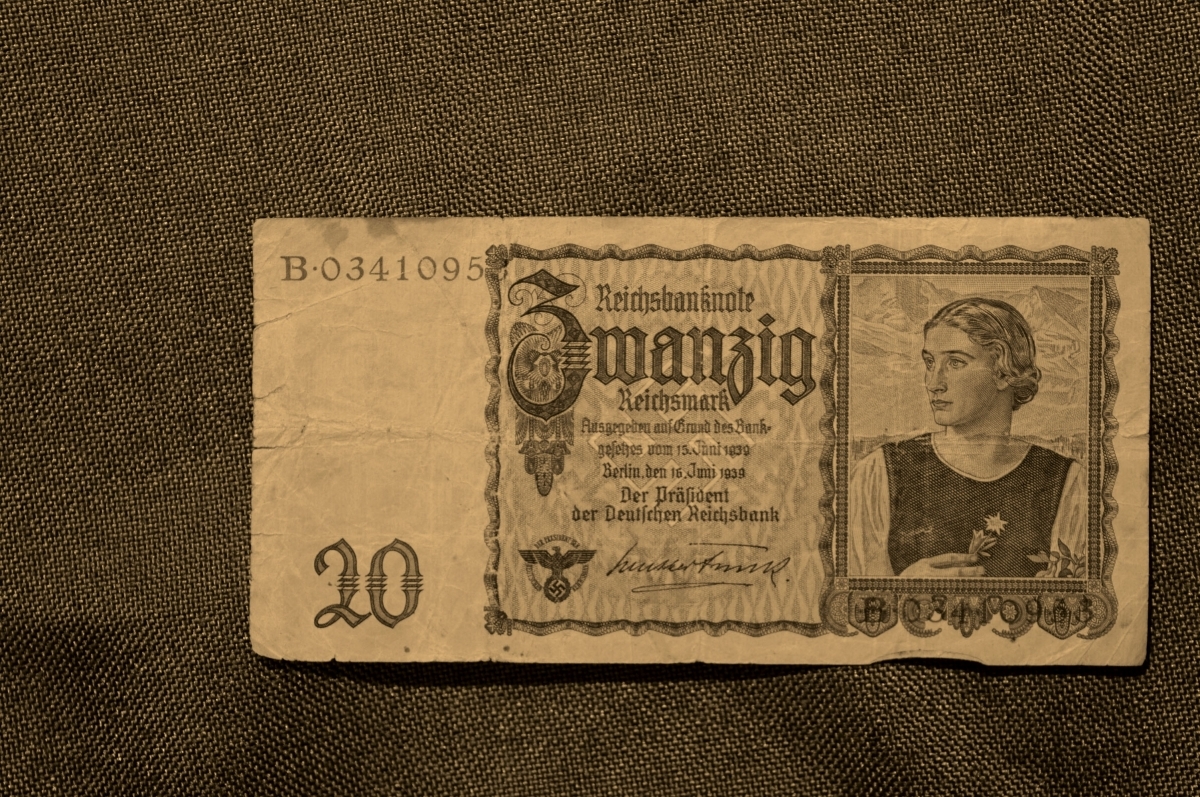 B·0341095
Reichsbanknote
Zwanzig
Reichsmark
Ausgegeben auf Grund des Bank-
gesetzes vom 15. Juni 1939
Berlin, den 16. Juni 1939
Der Präsident
der Deutschen Reichsbank
20
B·03410953